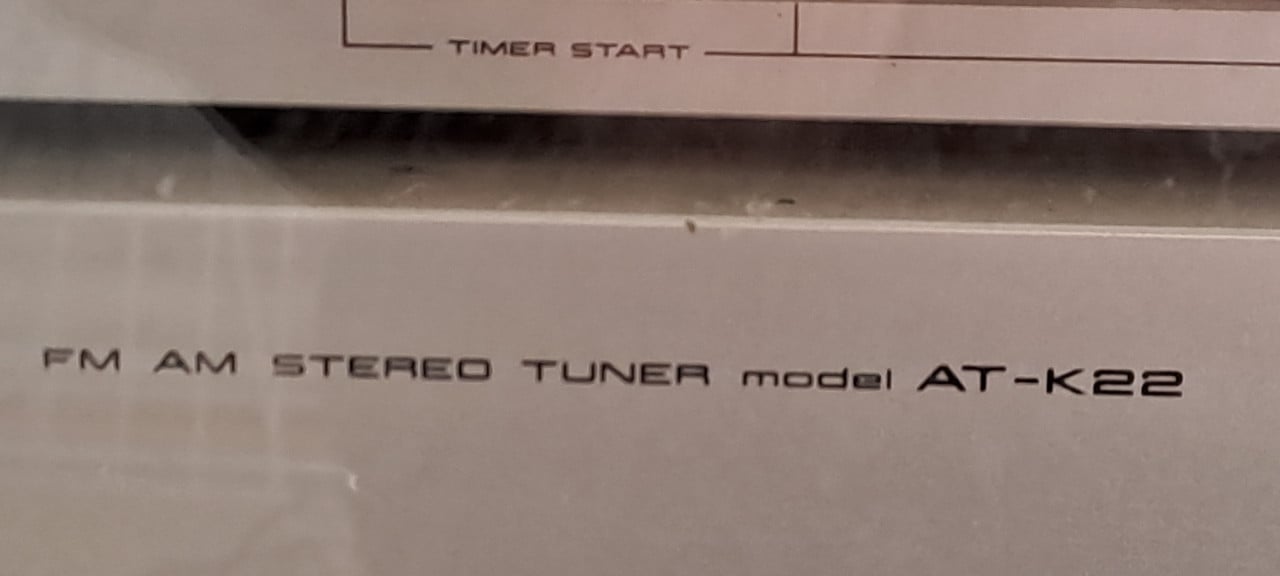 TIMER START
FM AM STEREO TUNER model AT-K22